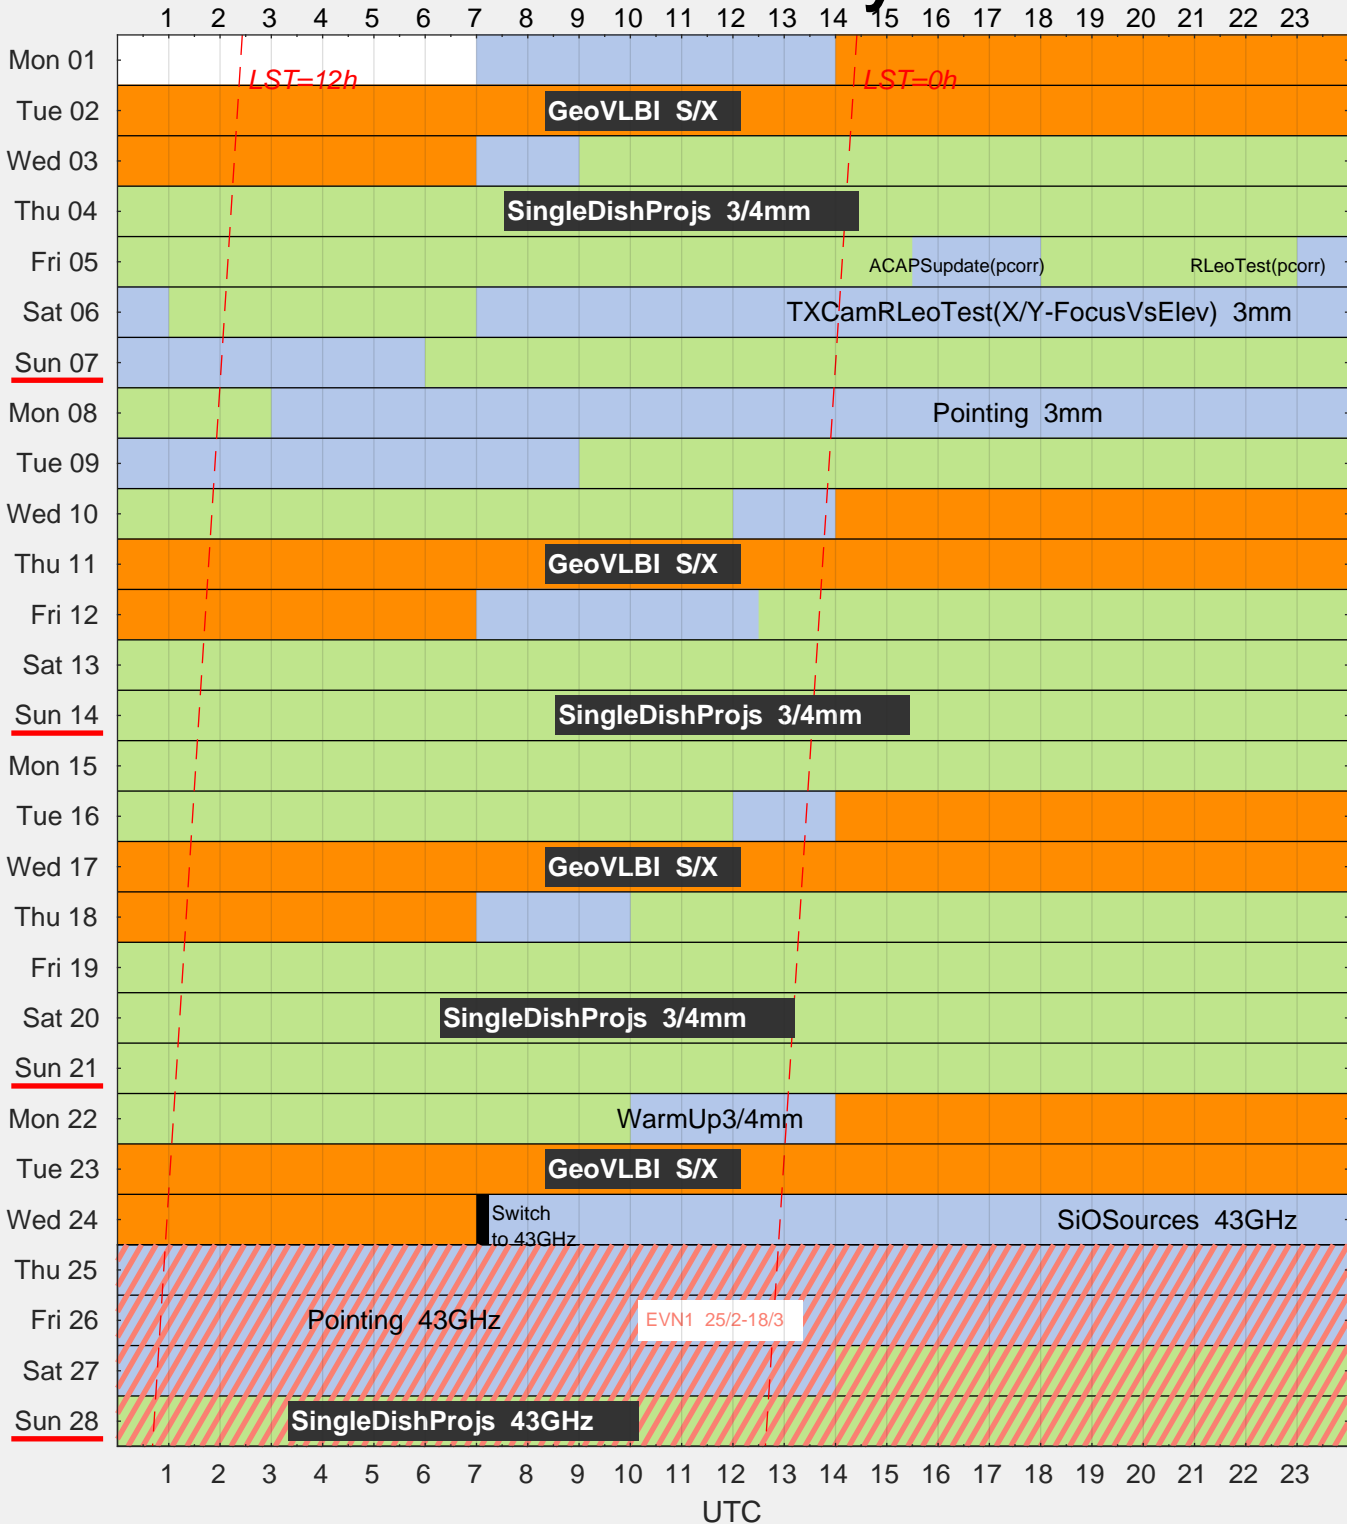 y
1 2 3 4 5 6 7 8 9 10 11 12 13 14 15 16 17 18 19 20 21 22 23
Mon 01
LST=12h LST=0h
Tue 02 GeoVLBI S/X
Wed 03
Thu 04 SingleDishProjs 3/4mm
Fri 05 ACAPSupdate(pcorr) RLeoTest(pcorr)
Sat 06 TXCamRLeoTest(X/Y-FocusVsElev) 3mm
Sun 07
Mon 08 Pointing 3mm
Tue 09
Wed 10
Thu 11 GeoVLBI S/X
Fri 12
Sat 13
Sun 14 SingleDishProjs 3/4mm
Mon 15
Tue 16
Wed 17 GeoVLBI S/X
Thu 18
Fri 19
Sat 20 SingleDishProjs 3/4mm
Sun 21
Mon 22 WarmUp3/4mm
Tue 23 GeoVLBI S/X
Wed 24 Switch SiOSources 43GHz
to 43GHz
Thu 25
Fri 26 Pointing 43GHz EVN1 25/2-18/3
Sat 27
Sun 28 SingleDishProjs 43GHz
1 2 3 4 5 6 7 8 9 10 11 12 13 14 15 16 17 18 19 20 21 22 23
UTC